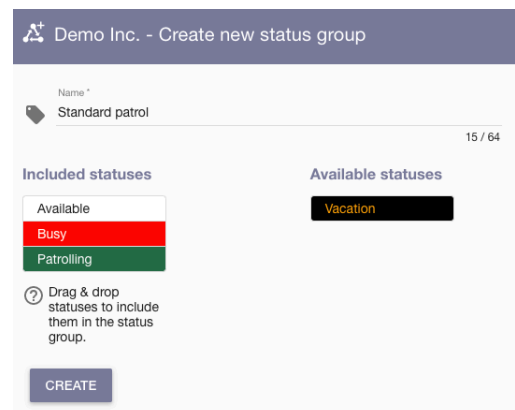 Demo Inc. - Create new status group
Name *
Standard patrol
15 / 64
Included statuses
Available statuses
Available
Vacation
Busy
Patrolling
Drag & drop
statuses to include
them in the status
group.
CREATE